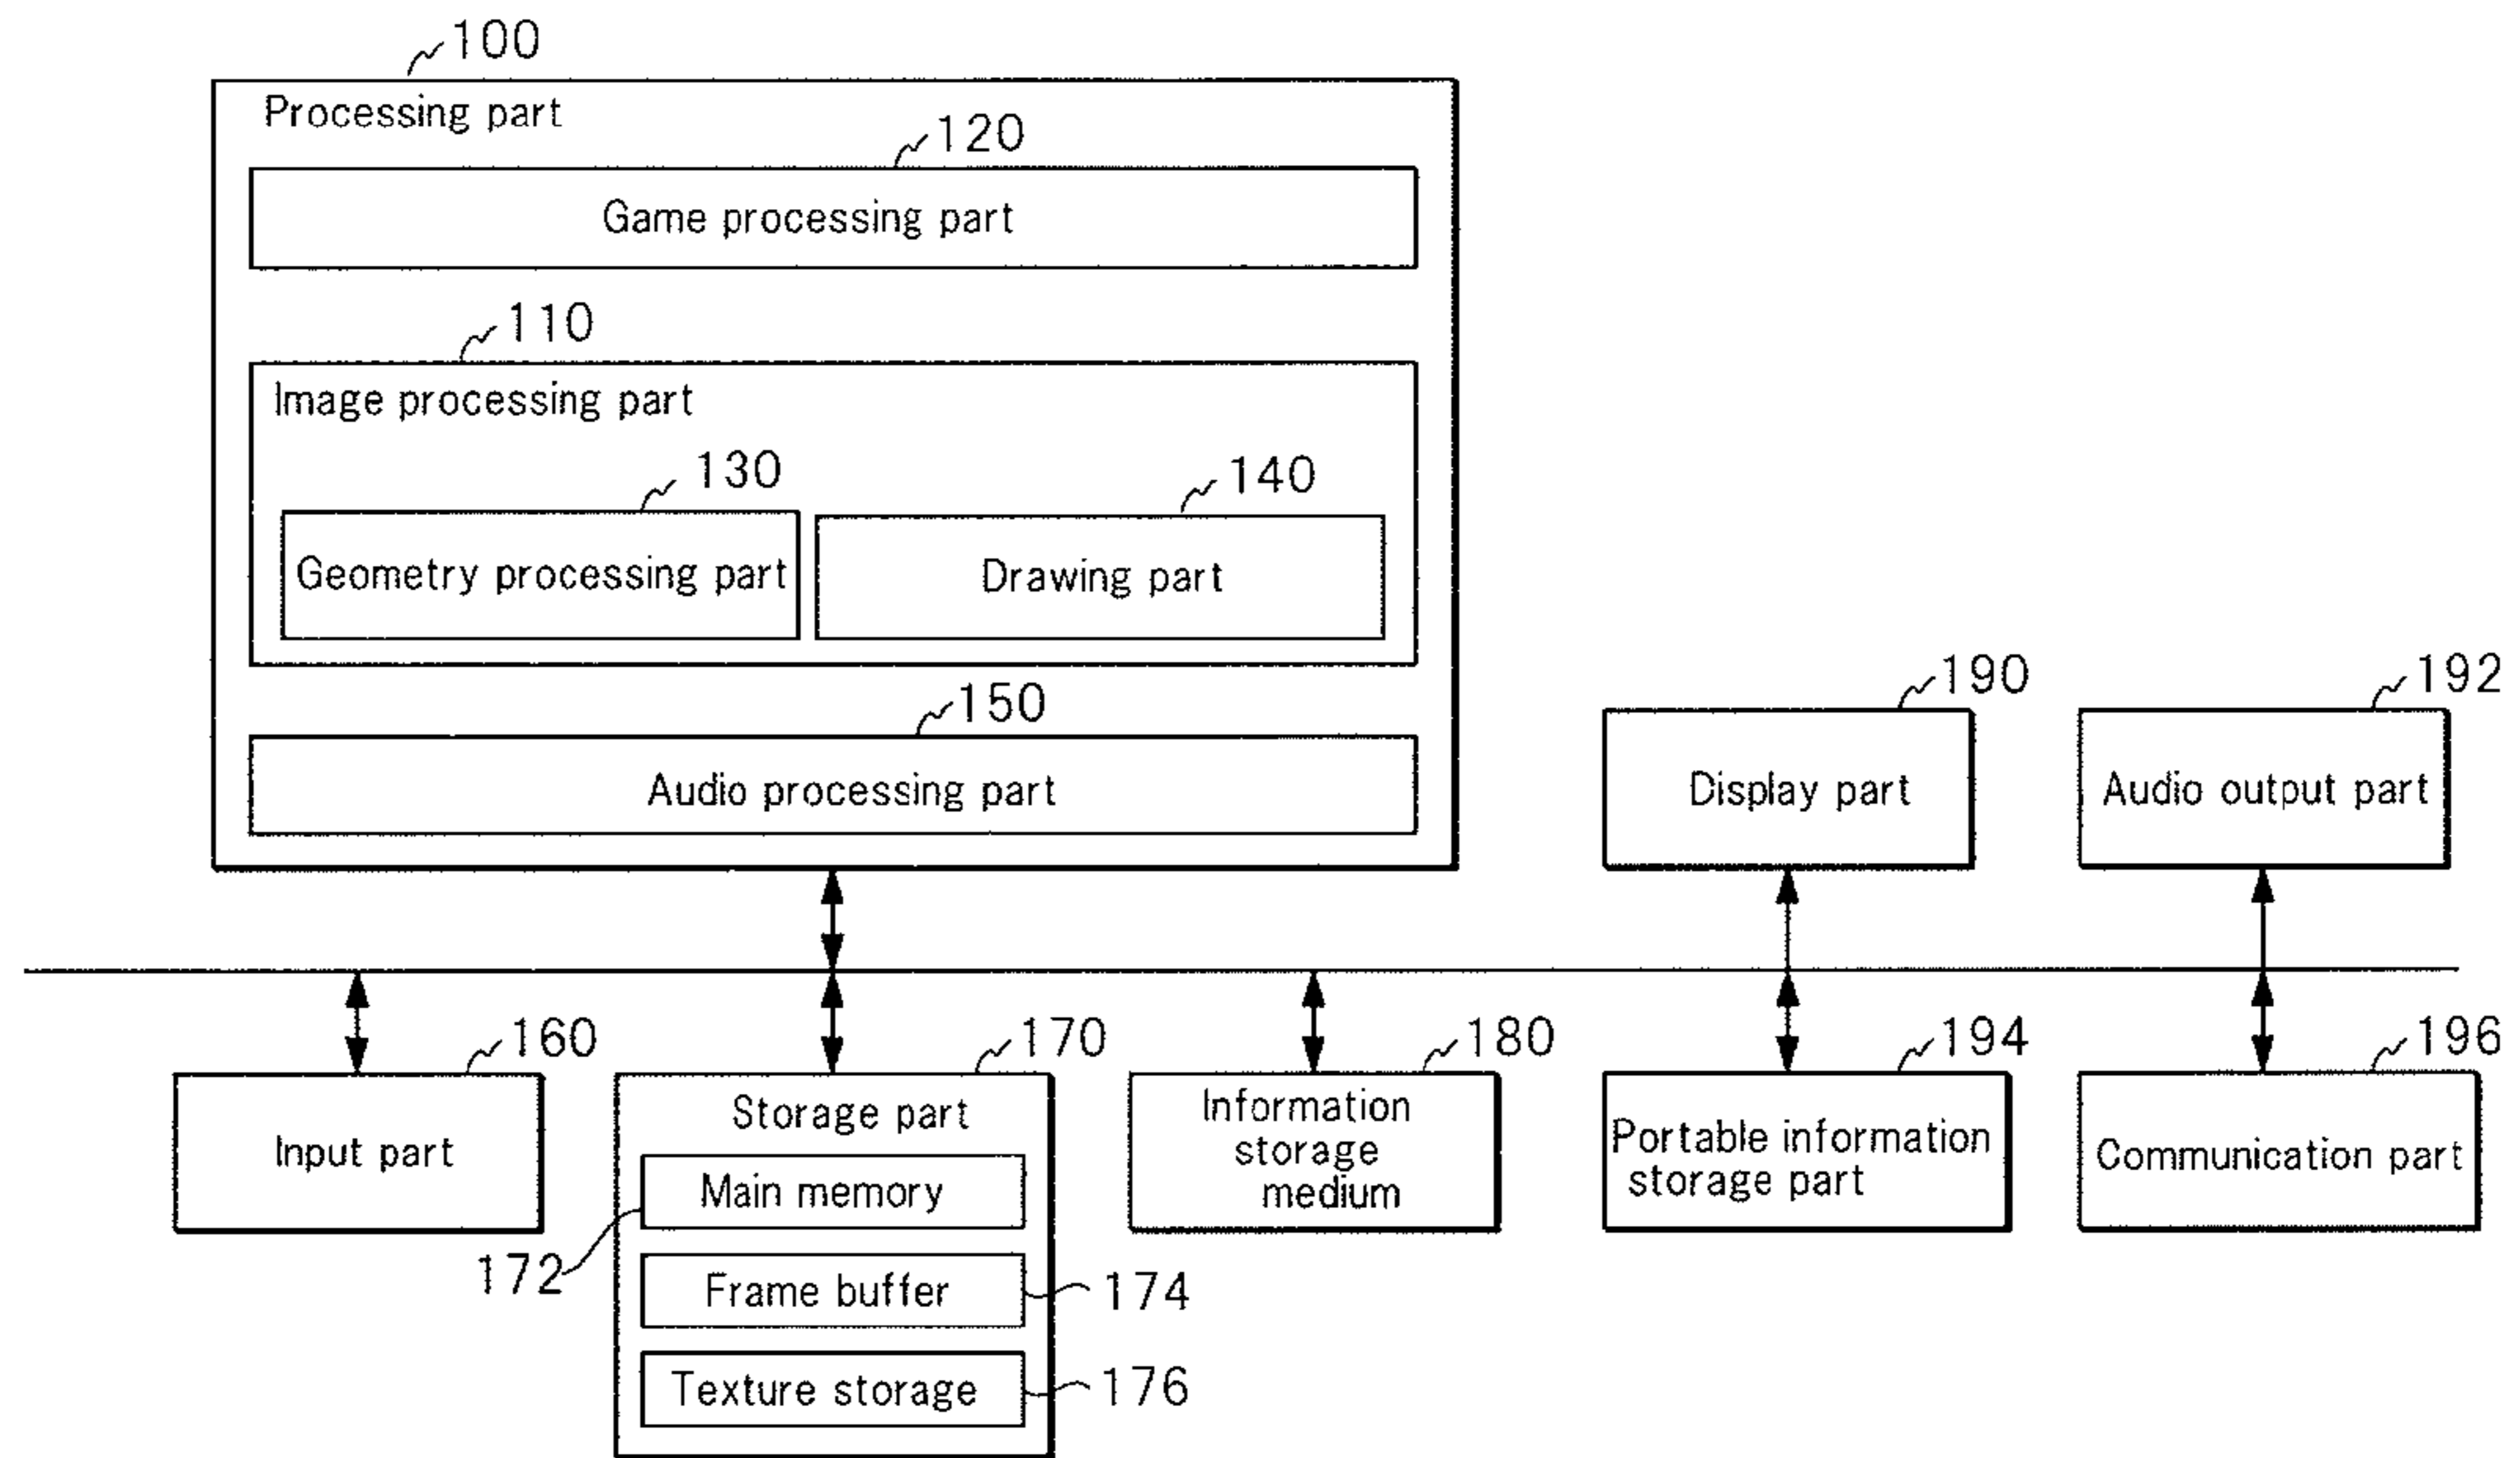 100
Processing part
120
Game processing part
110
Image processing part
130
140
Geometry processing part
Drawing part
150
Audio processing part
190
Display part
192
Audio output part
160
Input part
170
Storage part
Main memory
172
Frame buffer
174
Texture storage
176
180
Information
storage
medium
194
Portable information
storage part
196
Communication part